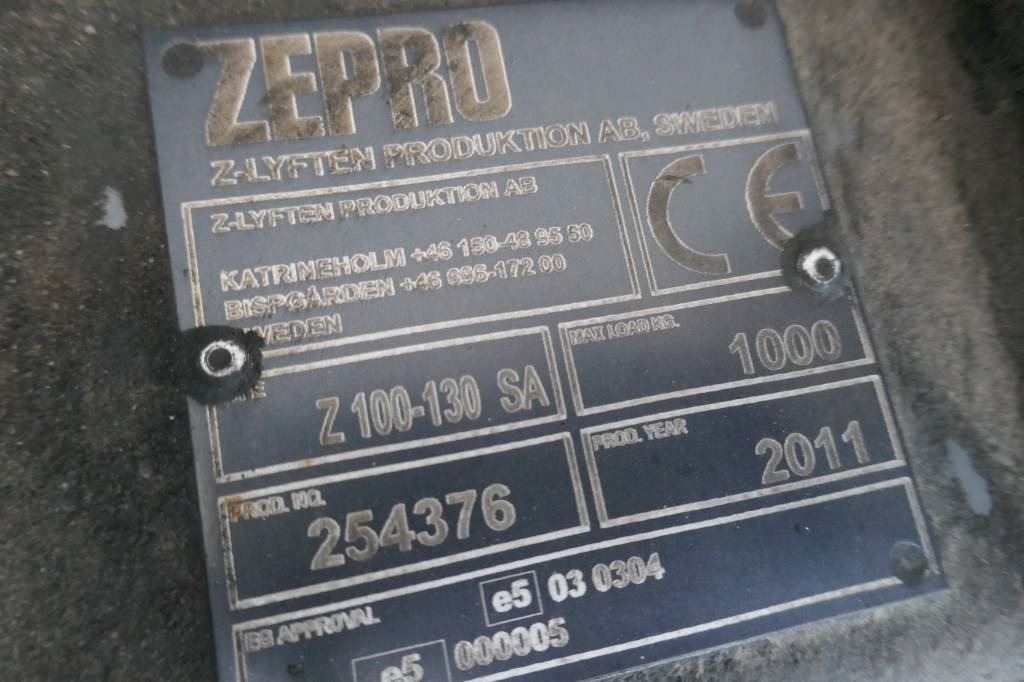 ZEPRO
Z-LYFTEN PRODUKTION AB, SWEDEN
Z-LYFTEN PRODUKTION AB
CE
KATRINEHOLM +46 150-48 95 50
BISPGÅRDEN +46 696-172 00
SWEDEN
MAX LOAD KG.
1000
Z 100-130 SA
PROD. NO.
254376
PROD. YEAR
2011
e5 03 0304
APPROVAL
e5 000005